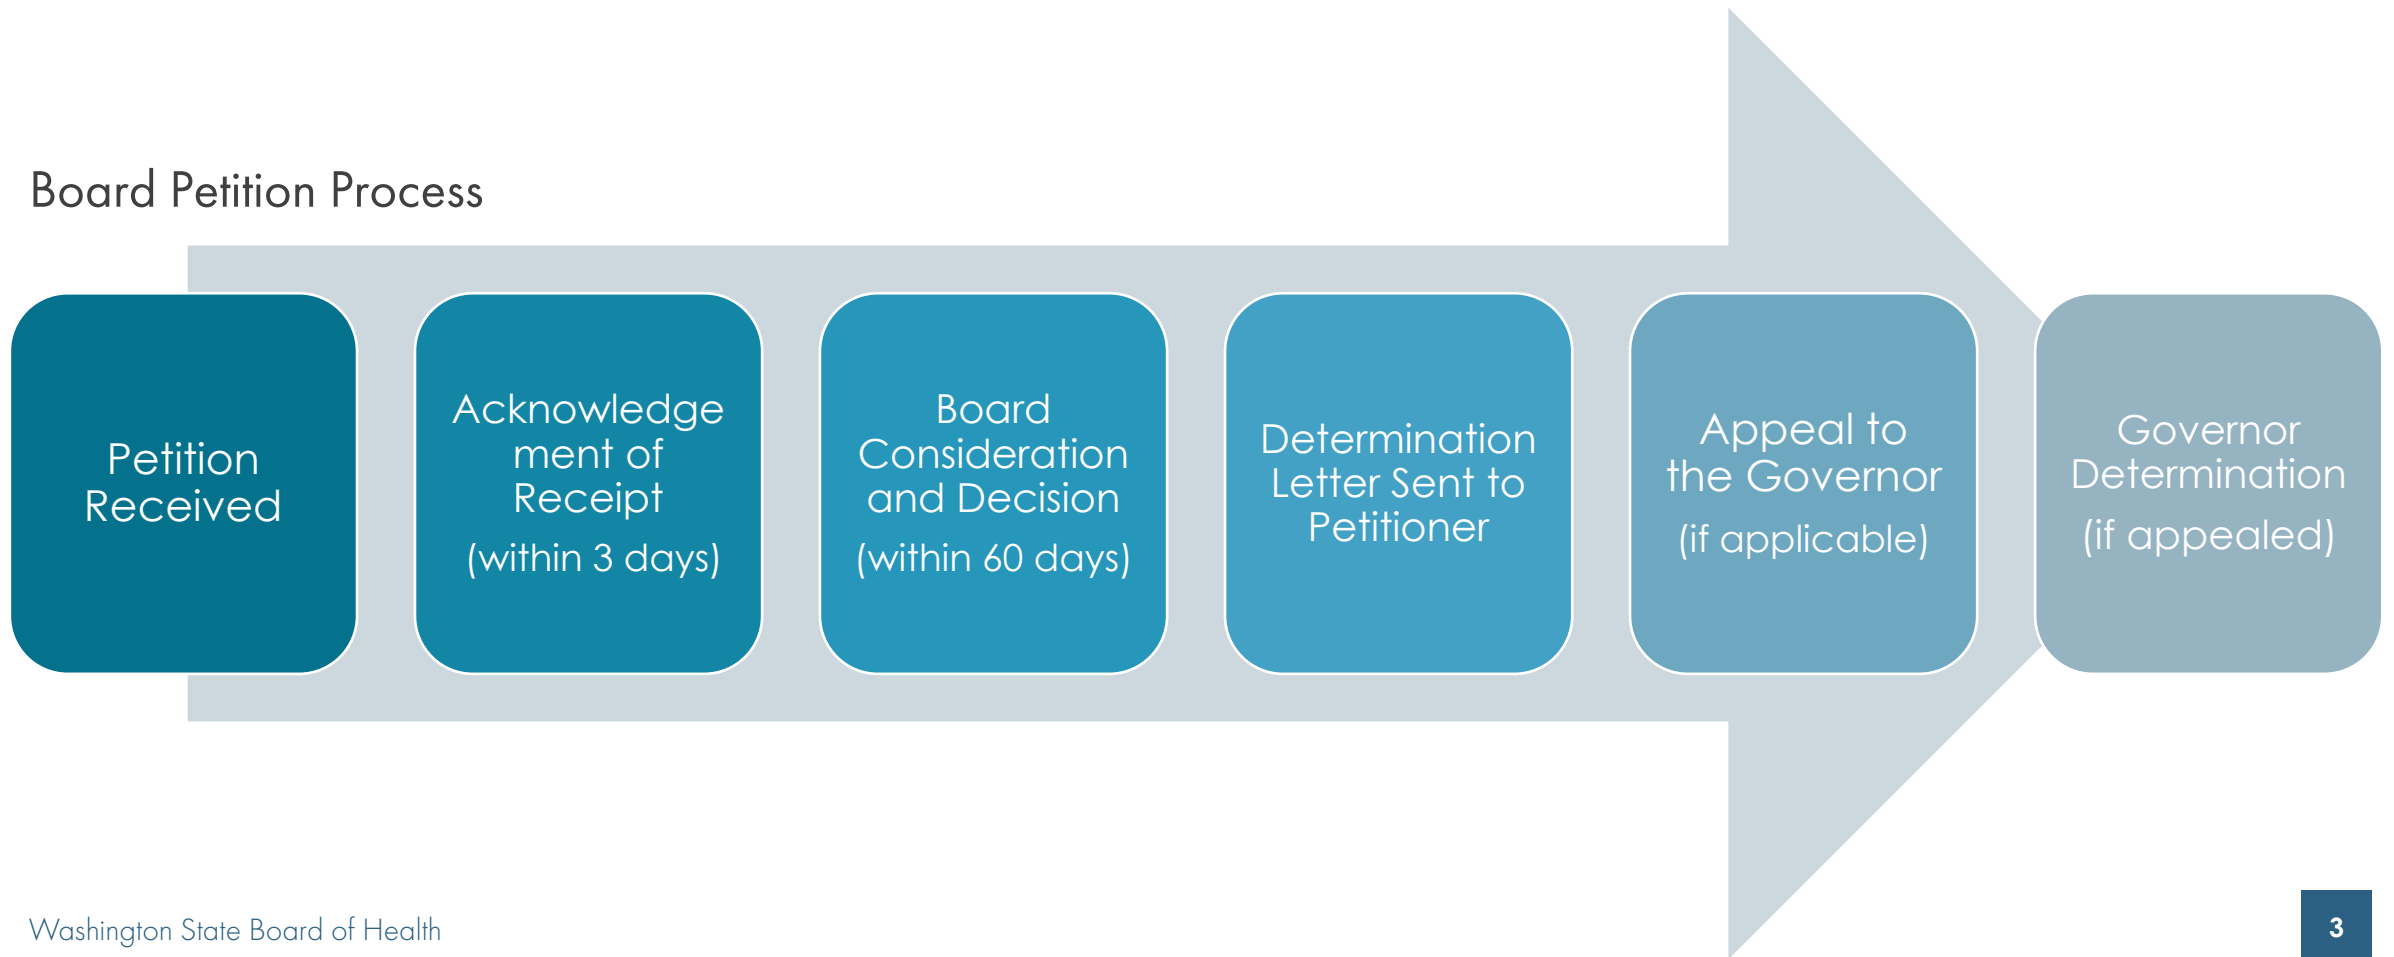 Board Petition Process
Petition
Received
Acknowledge
ment of
Receipt
(within 3 days)
Board
Consideration
and Decision
(within 60 days)
Determination
Letter Sent to
Petitioner
Appeal to
the Governor
(if applicable)
Governor
Determination
(if appealed)
Washington State Board of Health
3